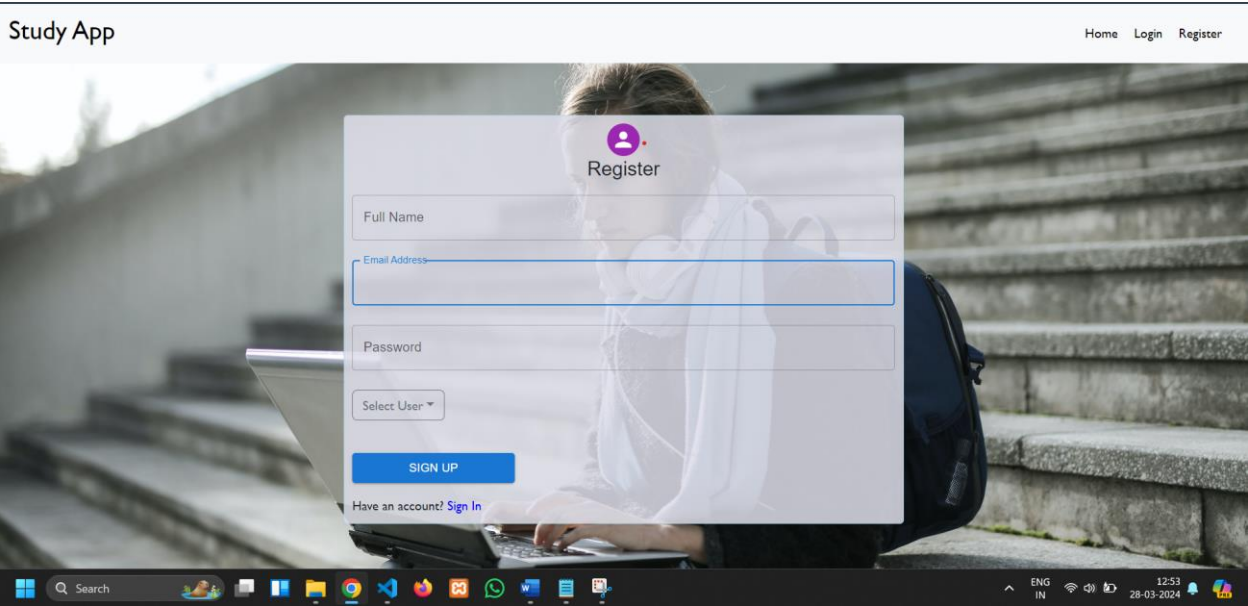 Study App
Home Login Register
Register
Full Name
Email Address
Password
Select User
SIGN UP
Have an account? Sign In
Search
ENG
IN
12:53
28-03-2024
PRE